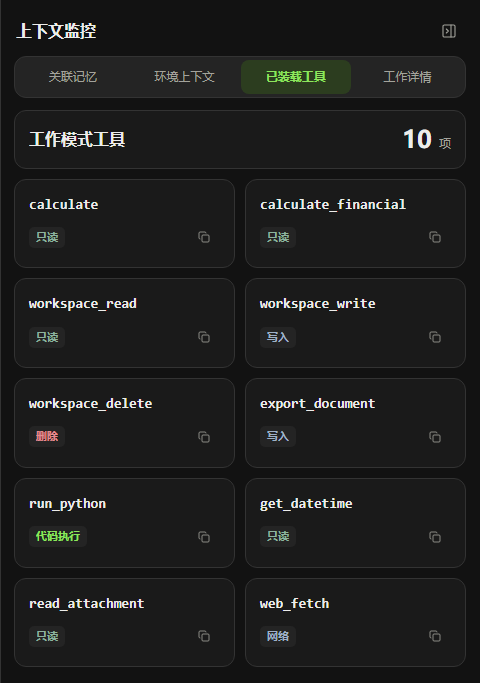 上下文监控
关联记忆 环境上下文 已装载工具 工作详情
工作模式工具 10 项
calculate calculate_financial
只读 只读
workspace_read workspace_write
只读 写入
workspace_delete export_document
删除 写入
run_python get_datetime
代码执行 只读
read_attachment web_fetch
只读 网络